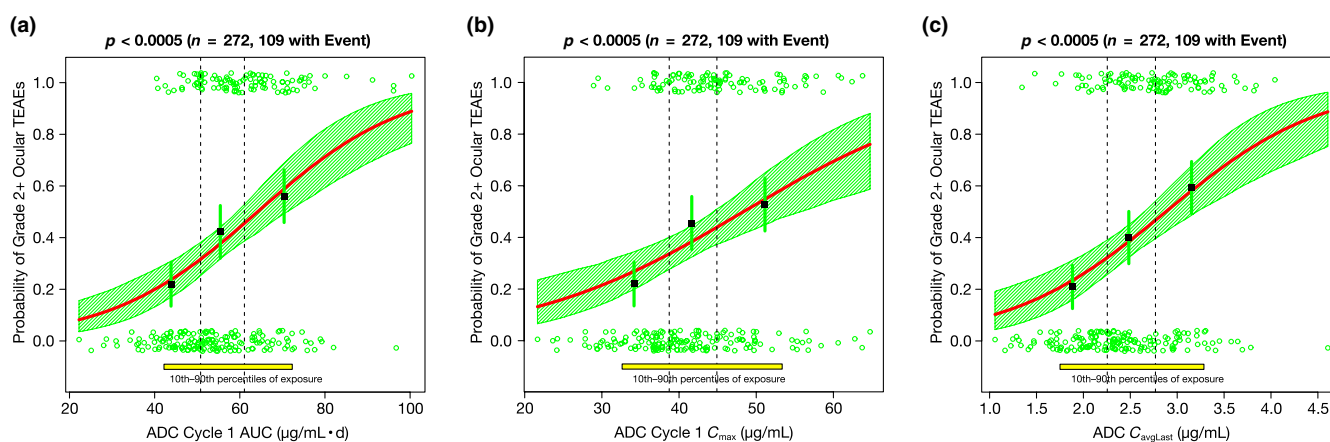 (a)
p < 0.0005 (n = 272, 109 with Event)
Probability of Grade 2+ Ocular TEAEs
1.0
0.8
0.6
0.4
0.2
0.0
10th–90th percentiles of exposure
20 40 60 80 100
ADC Cycle 1 AUC (μg/mL • d)
(b)
p < 0.0005 (n = 272, 109 with Event)
Probability of Grade 2+ Ocular TEAEs
1.0
0.8
0.6
0.4
0.2
0.0
10th–90th percentiles of exposure
20 30 40 50 60
ADC Cycle 1 Cmax (μg/mL)
(c)
p < 0.0005 (n = 272, 109 with Event)
Probability of Grade 2+ Ocular TEAEs
1.0
0.8
0.6
0.4
0.2
0.0
10th–90th percentiles of exposure
1.0 1.5 2.0 2.5 3.0 3.5 4.0 4.5
ADC CavgLast (μg/mL)